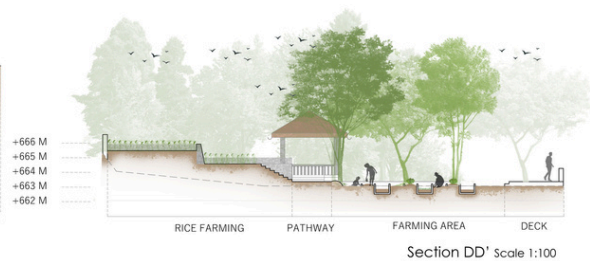 +666 M
+665 M
+664 M
+663 M
+662 M
RICE FARMING PATHWAY FARMING AREA DECK
Section DD' Scale 1:100